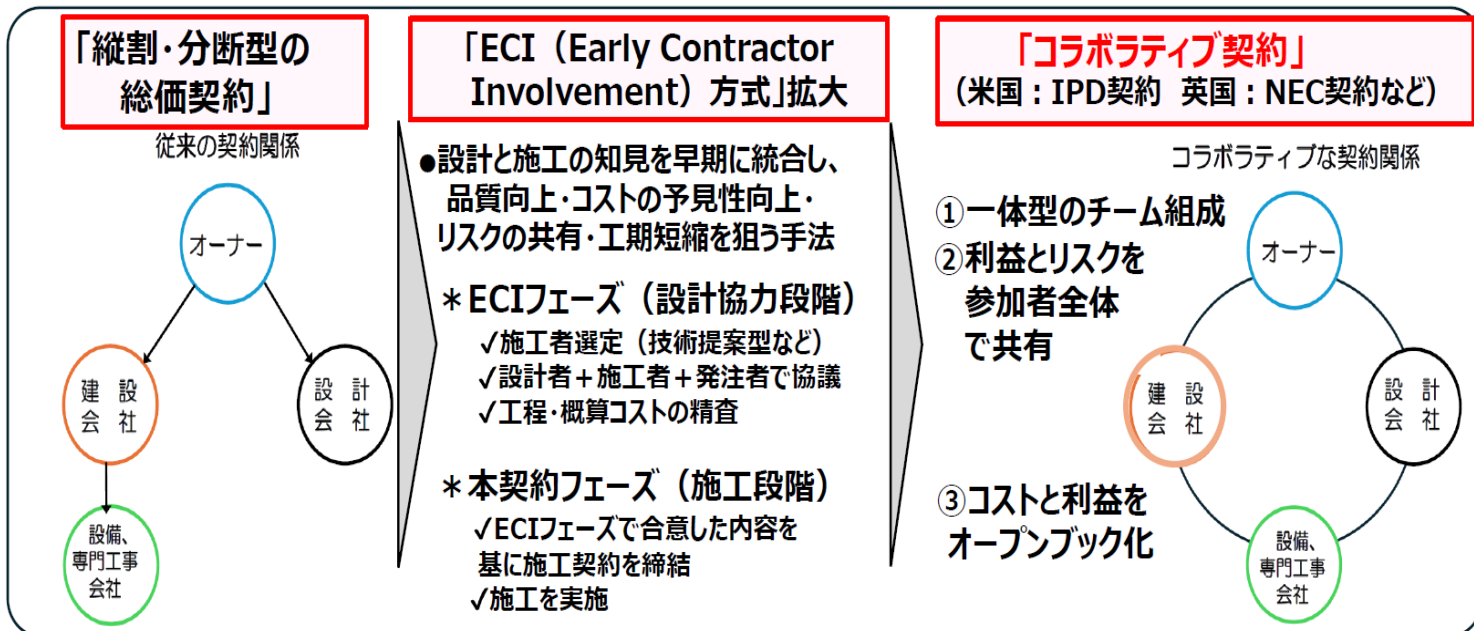 「縦割・分断型の
総価契約」
従来の契約関係
オーナー
建 設
会 社
設 計
会 社
設備、
専門工事
会社
「ECI（Early Contractor
Involvement）方式」拡大
●設計と施工の知見を早期に統合し、
品質向上・コストの予見性向上・
リスクの共有・工期短縮を狙う手法
＊ECIフェーズ（設計協力段階）
✓施工者選定（技術提案型など）
✓設計者＋施工者＋発注者で協議
✓工程・概算コストの精査
＊本契約フェーズ（施工段階）
✓ECIフェーズで合意した内容を
基に施工契約を締結
✓施工を実施
「コラボラティブ契約」
（米国：IPD契約 英国：NEC契約など）
コラボラティブな契約関係
①一体型のチーム組成
②利益とリスクを
参加者全体
で共有
③コストと利益を
オープンブック化
オーナー
建 設
会 社
設 計
会 社
設備、
専門工事
会社